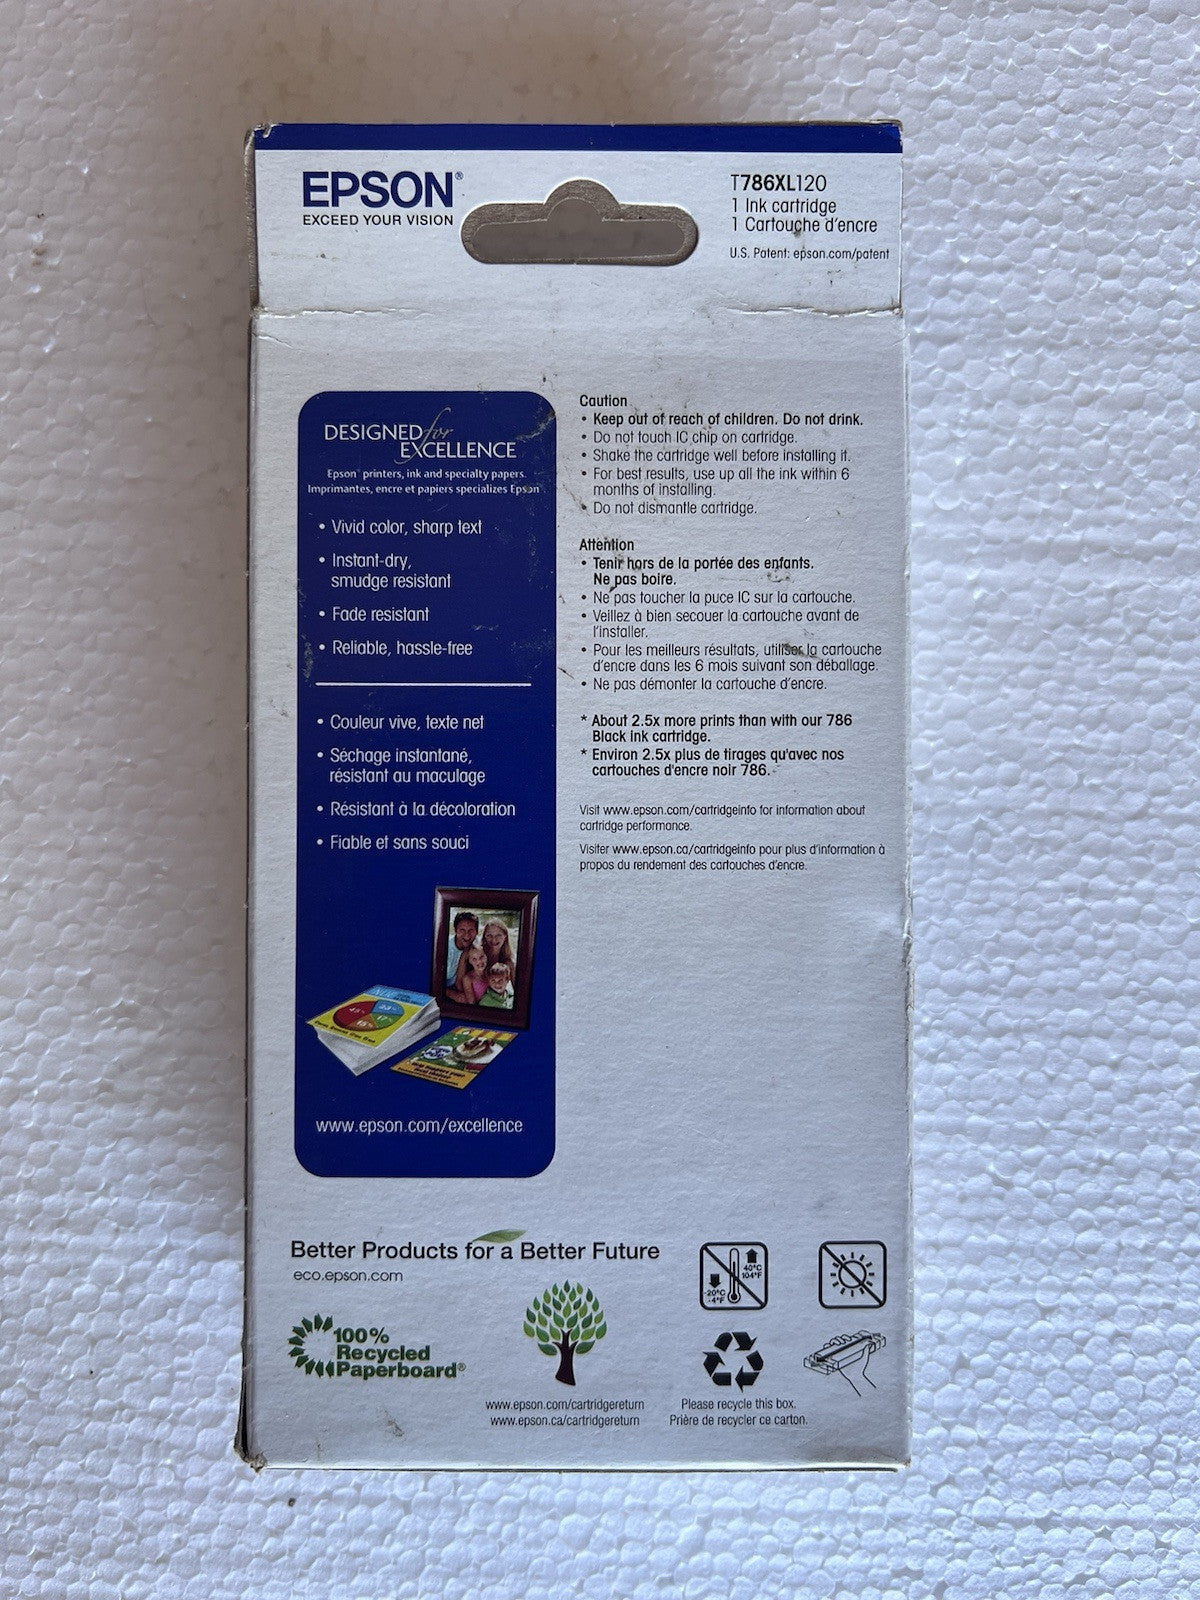 EPSON®
EXCEED YOUR VISION
T786XL120
1 Ink cartridge
1 Cartouche d'encre
U.S. Patent: epson.com/patent
DESIGNED for
EXCELLENCE
Epson printers, ink and specialty papers.
Imprimantes, encre et papiers specializes Epson
• Vivid color, sharp text
• Instant-dry,
smudge resistant
• Fade resistant
• Reliable, hassle-free
• Couleur vive, texte net
• Séchage instantané,
résistant au maculage
• Résistant à la décoloration
• Fiable et sans souci
www.epson.com/excellence
Caution
• Keep out of reach of children. Do not drink.
• Do not touch IC chip on cartridge.
• Shake the cartridge well before installing it.
• For best results, use up all the ink within 6
months of installing.
• Do not dismantle cartridge.
Attention
• Tenir hors de la portée des enfants.
Ne pas boire.
• Ne pas toucher la puce IC sur la cartouche.
• Veillez à bien secouer la cartouche avant de
l'installer.
• Pour les meilleurs résultats, utiliser la cartouche
d'encre dans les 6 mois suivant son déballage.
• Ne pas démonter la cartouche d'encre.
* About 2.5x more prints than with our 786
Black ink cartridge.
* Environ 2.5x plus de tirages qu'avec nos
cartouches d'encre noir 786.
Visit www.epson.com/cartridgeinfo for information about
cartridge performance.
Visiter www.epson.ca/cartridgeinfo pour plus d'information à
propos du rendement des cartouches d'encre.
Better Products for a Better Future
eco.epson.com
100%
Recycled
Paperboard®
www.epson.com/cartridgereturn
www.epson.ca/cartridgereturn
40°C
104°F
-20°C
-4°F
Please recycle this box.
Prière de recycler ce carton.